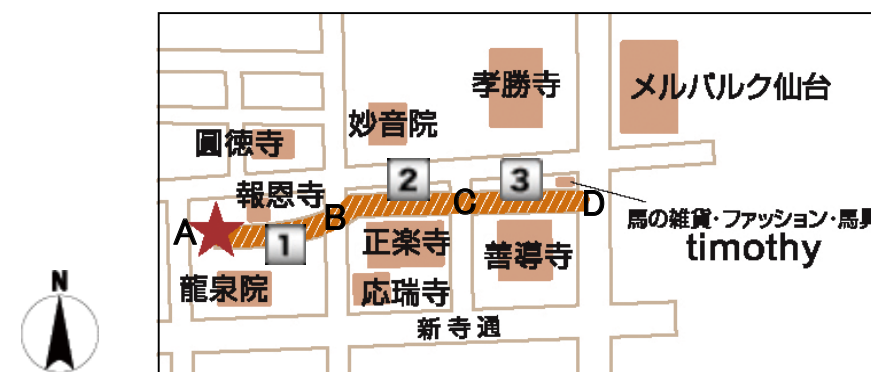 孝勝寺
メルパルク仙台
妙音院
圓徳寺
2
3
報恩寺
A
B
C
D
1
馬の雑貨・ファッション・馬具
timothy
正楽寺
善導寺
龍泉院
応瑞寺
N
新寺通